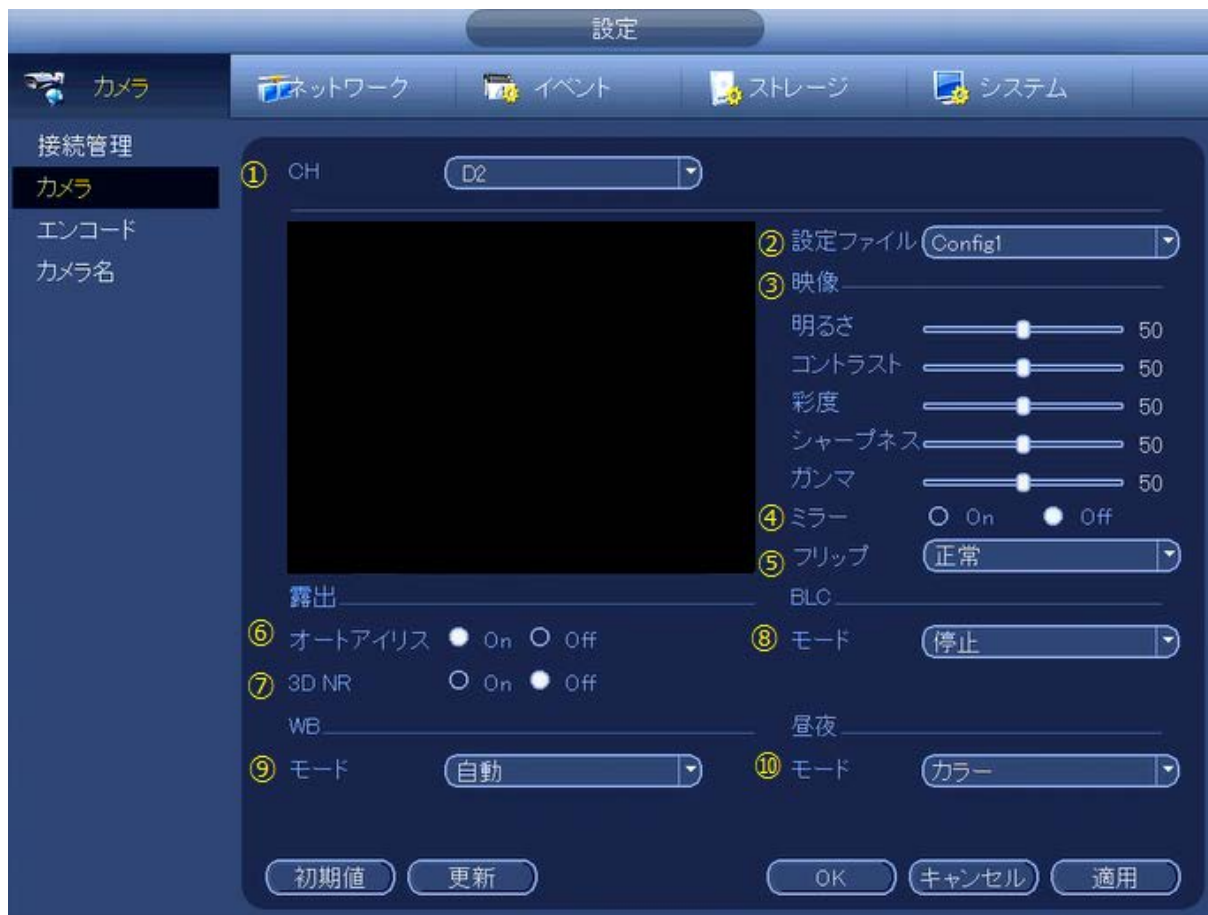 設定
カメラ ネットワーク イベント ストレージ システム
接続管理
カメラ
エンコード
カメラ名
① CH D2
② 設定ファイル Config1
③ 映像
明るさ 50
コントラスト 50
彩度 50
シャープネス 50
ガンマ 50
④ ミラー On Off
⑤ フリップ 正常
露出
⑥ オートアイリス On Off
⑦ 3D NR On Off
BLC
⑧ モード 停止
WB
⑨ モード 自動
昼夜
⑩ モード カラー
初期値 更新 OK キャンセル 適用